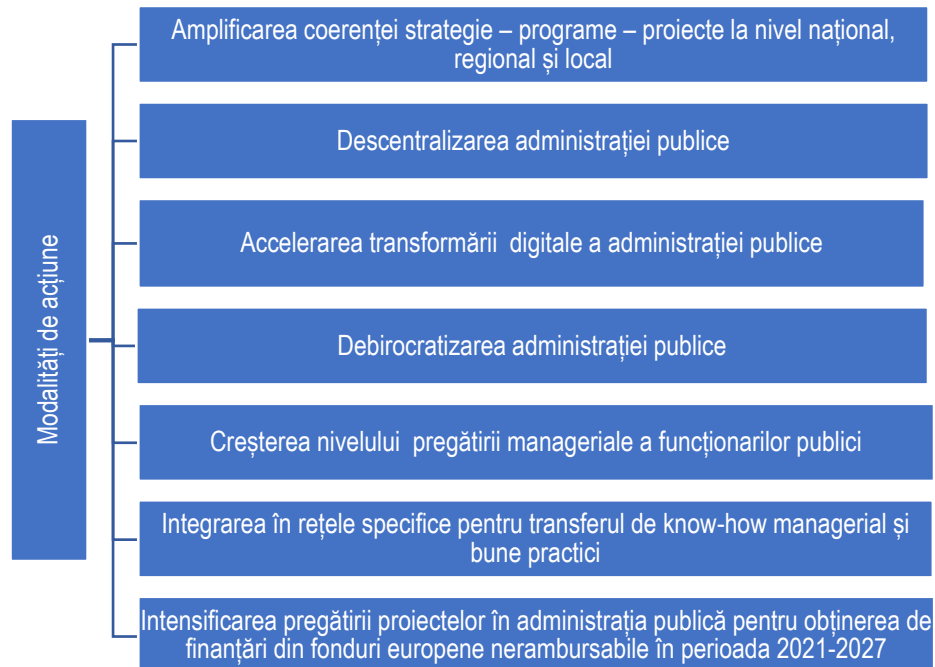 Modalități de acțiune
Amplificarea coerenței strategie – programe – proiecte la nivel național,
regional și local
Descentralizarea administrației publice
Accelerarea transformării  digitale a administrației publice
Debirocratizarea administrației publice
Creșterea nivelului  pregătirii manageriale a funcționarilor publici
Integrarea în rețele specifice pentru transferul de know-how managerial și
bune practici
Intensificarea pregătirii proiectelor în administrația publică pentru obținerea de
finanțări din fonduri europene nerambursabile în perioada 2021-2027